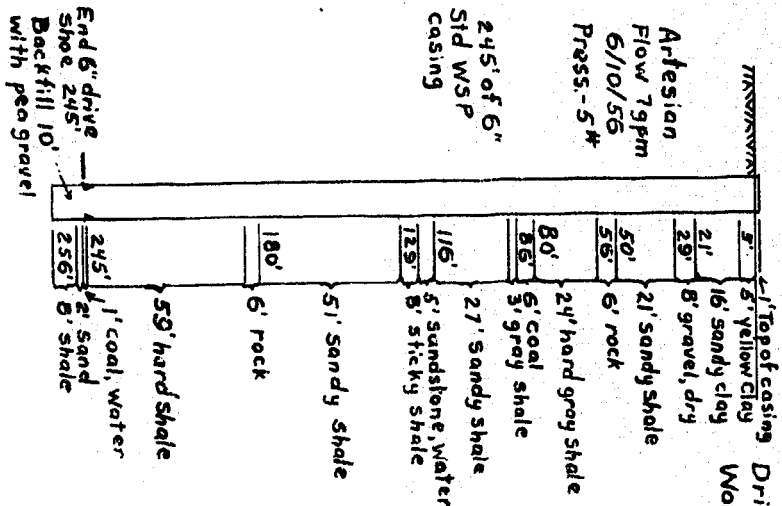 1' Top of casing Dri
5' 5' yellow clay Wo
16' sandy clay
21'
29' 8' gravel, dry
21' sandy shale
50'
56' 6' rock
24' hard gray shale
80'
86' 6' coal
3' gray shale
27' sandy shale
116'
5' sandstone, water
129' 8' sticky shale
51' sandy shale
180'
6' rock
59' hard shale
245' 1' coal, water
2' sand
256' 8' shale
Artesian
Flow 7gpm
6/10/56
Press.-5#
245' of 6"
Std WSP
casing
End 6" drive
shoe 245'
Backfill 10'
with pea gravel